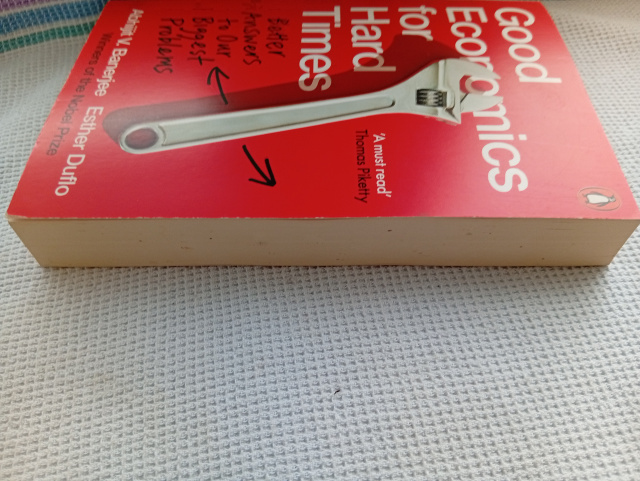 Good
Economics
for
Hard
Times
'A must read'
Thomas Piketty
Better
Answers
to Our
Biggest
Problems
Abhijit V. Banerjee Esther Duflo
Winners of the Nobel Prize